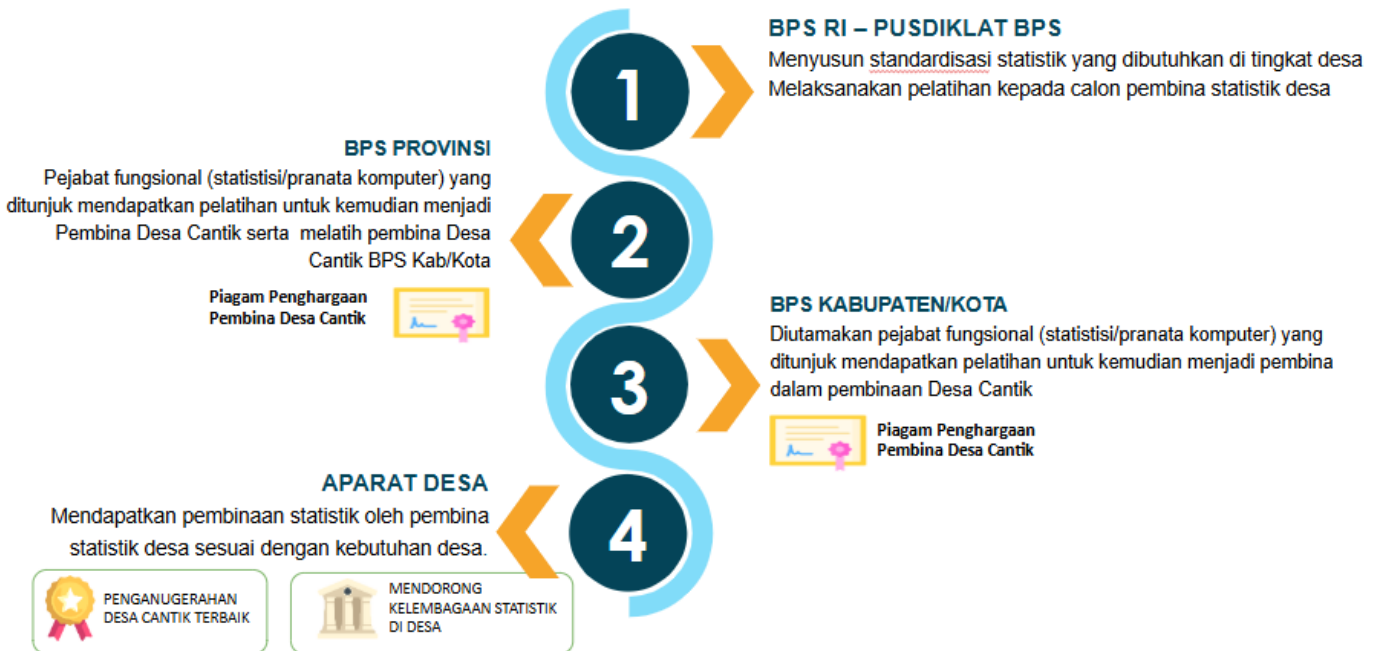 1
BPS RI – PUSDIKLAT BPS
Menyusun standardisasi statistik yang dibutuhkan di tingkat desa
Melaksanakan pelatihan kepada calon pembina statistik desa
2
BPS PROVINSI
Pejabat fungsional (statistisi/pranata komputer) yang
ditunjuk mendapatkan pelatihan untuk kemudian menjadi
Pembina Desa Cantik serta melatih pembina Desa
Cantik BPS Kab/Kota
Piagam Penghargaan
Pembina Desa Cantik
3
BPS KABUPATEN/KOTA
Diutamakan pejabat fungsional (statistisi/pranata komputer) yang
ditunjuk mendapatkan pelatihan untuk kemudian menjadi pembina
dalam pembinaan Desa Cantik
Piagam Penghargaan
Pembina Desa Cantik
4
APARAT DESA
Mendapatkan pembinaan statistik oleh pembina
statistik desa sesuai dengan kebutuhan desa.
PENGANUGERAHAN
DESA CANTIK TERBAIK
MENDORONG
KELEMBAGAAN STATISTIK
DI DESA